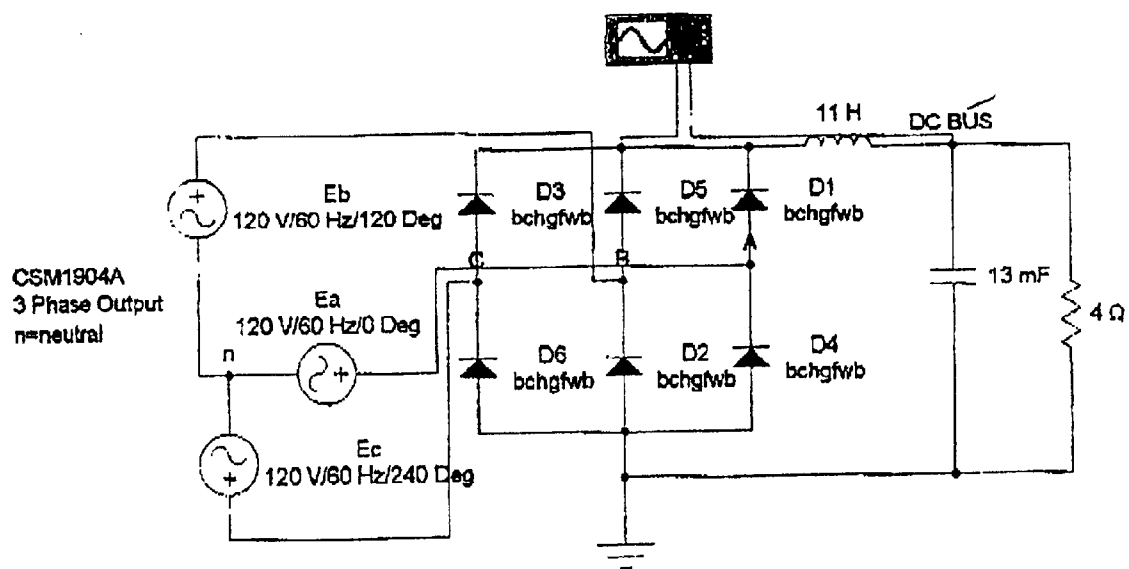 11 H
DC BUS
Eb
120 V/60 Hz/120 Deg
D3
bchgfwb
D5
bchgfwb
D1
bchgfwb
CSM1904A
3 Phase Output
n=neutral
C
B
A
Ea
120 V/60 Hz/0 Deg
n
D6
bchgfwb
D2
bchgfwb
D4
bchgfwb
13 mF
4 Ω
Ec
120 V/60 Hz/240 Deg